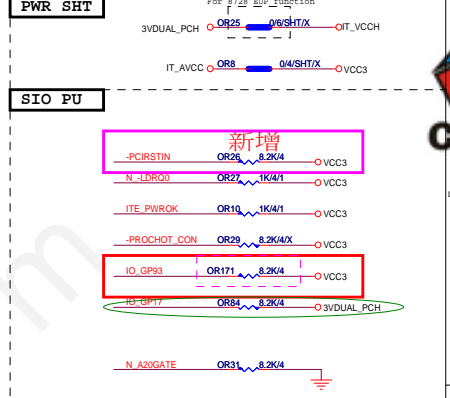 PWR SHT
For 8728 EUP function
3VDUAL_PCH OR25 0/6/SHT/X IT_VCCH
IT_AVCC OR8 0/4/SHT/X VCC3
SIO PU
新增
-PCIRSTIN OR26 8.2K/4 VCC3
N_-LDRQ0 OR27 1K/4/1 VCC3
ITE_PWROK OR10 1K/4/1 VCC3
-PROCHOT_CON OR29 8.2K/4/X VCC3
IO_GP93 OR171 8.2K/4 VCC3
IO_GP17 OR84 8.2K/4 3VDUAL_PCH
N_A20GATE OR31 8.2K/4